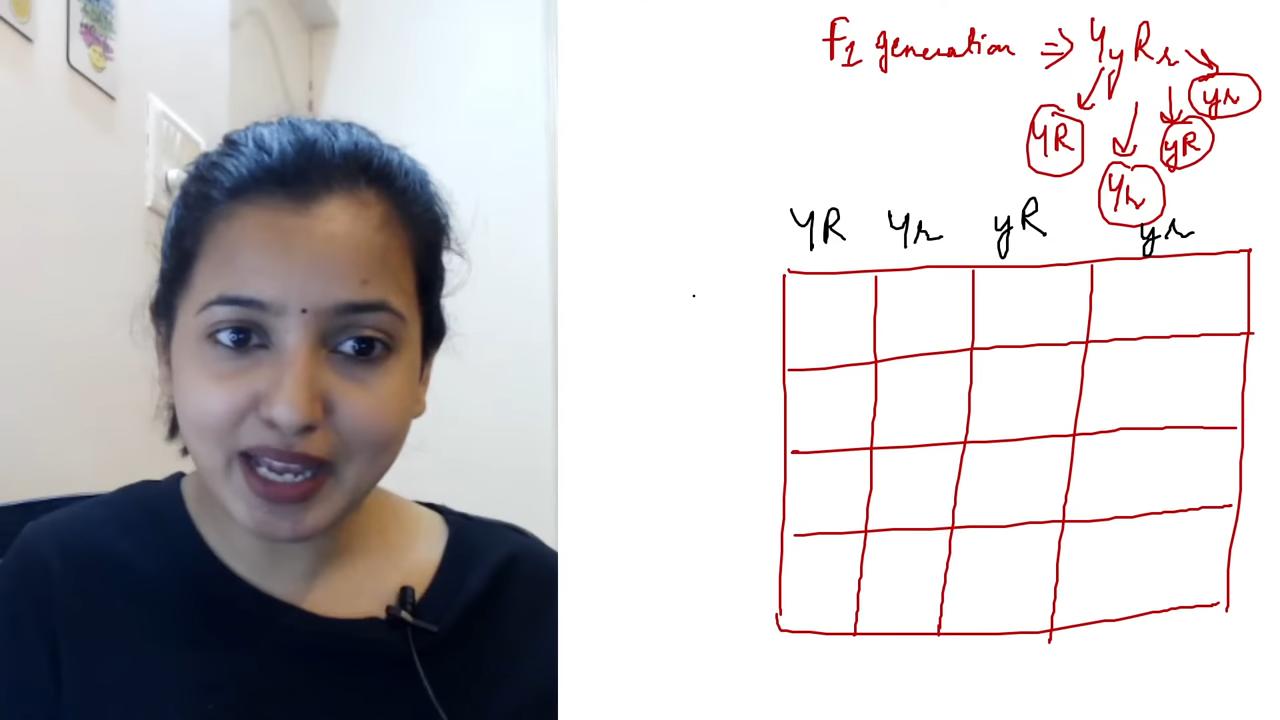 F1 generation ⇒ YyRr
yr
YR
yR
Yr
YR Yr yR yr